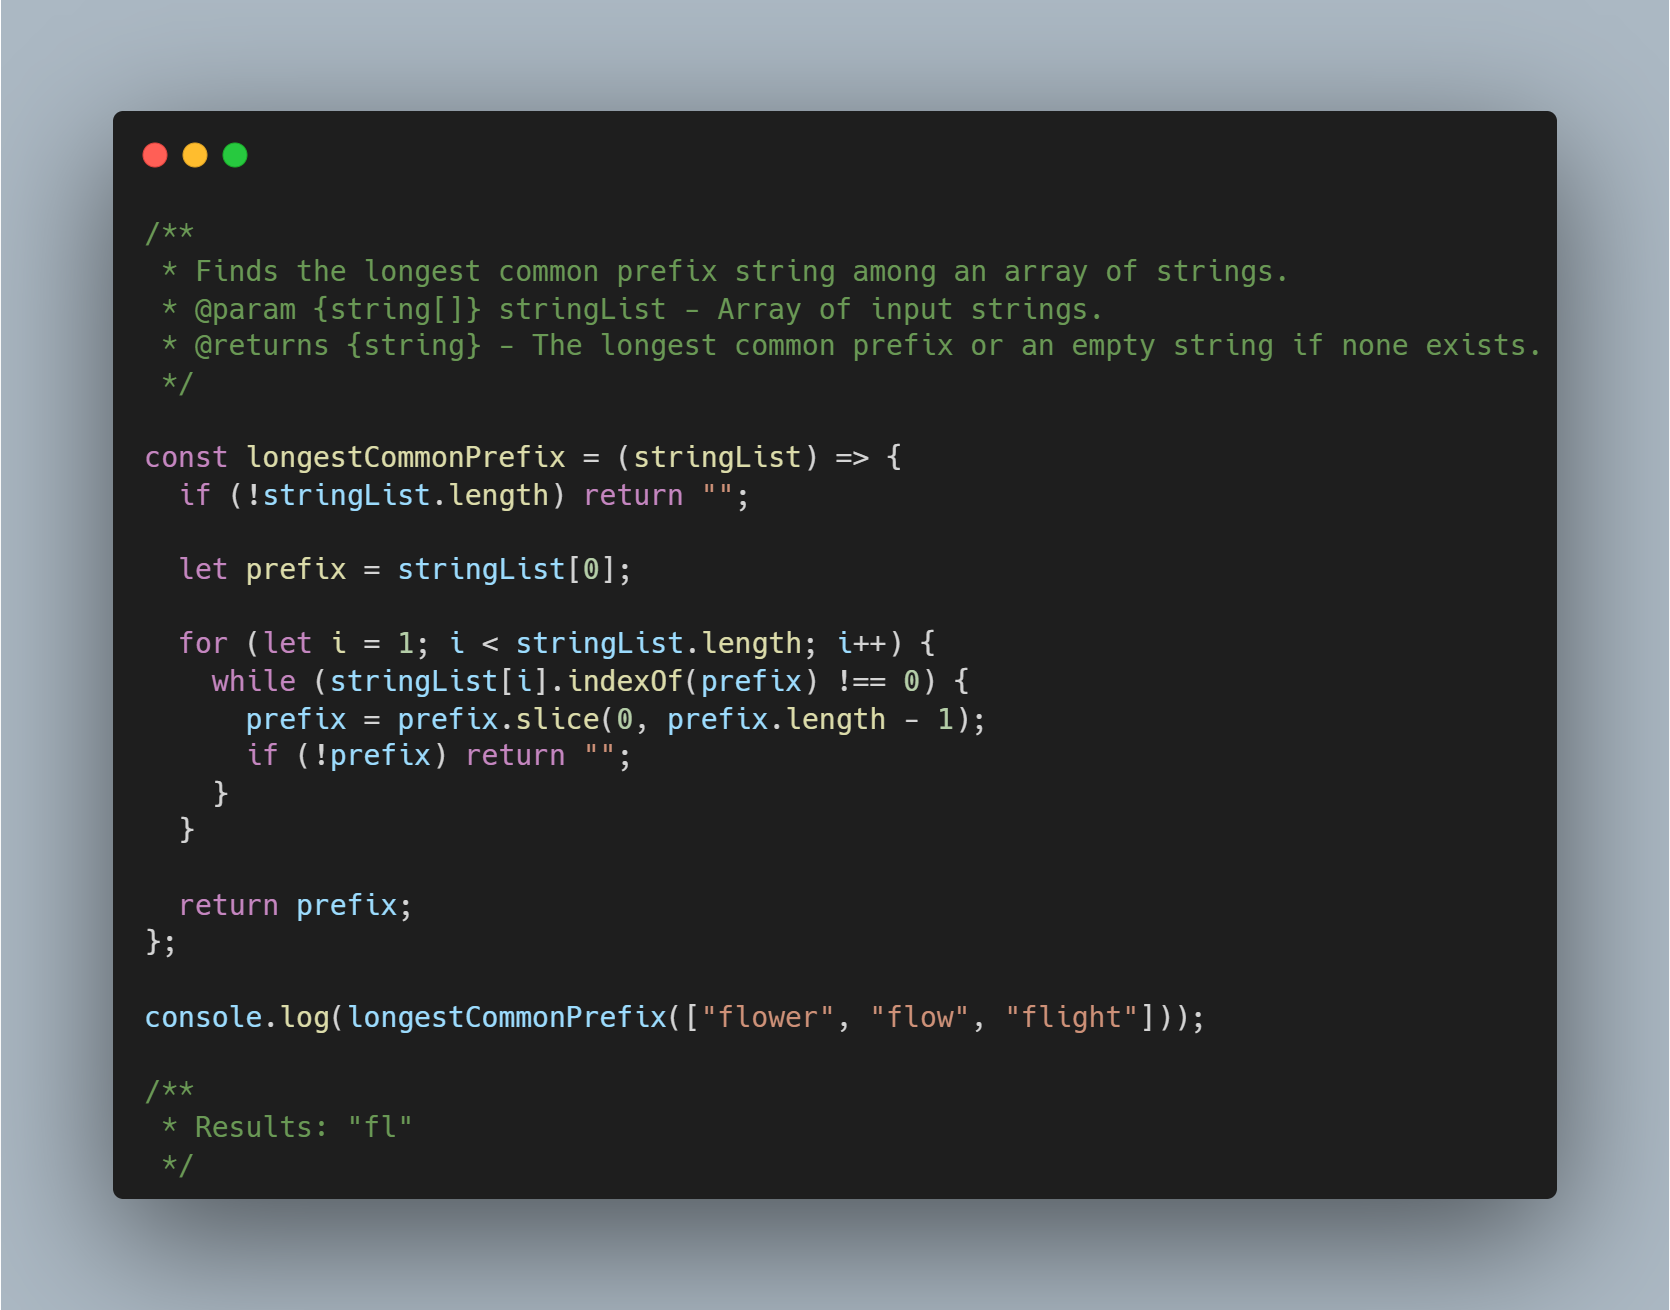 /**
 * Finds the longest common prefix string among an array of strings.
 * @param {string[]} stringList - Array of input strings.
 * @returns {string} - The longest common prefix or an empty string if none exists.
 */
const longestCommonPrefix = (stringList) => {
  if (!stringList.length) return "";
  let prefix = stringList[0];
  for (let i = 1; i < stringList.length; i++) {
    while (stringList[i].indexOf(prefix) !== 0) {
      prefix = prefix.slice(0, prefix.length - 1);
      if (!prefix) return "";
    }
  }
  return prefix;
};
console.log(longestCommonPrefix(["flower", "flow", "flight"]));
/**
 * Results: "fl"
 */